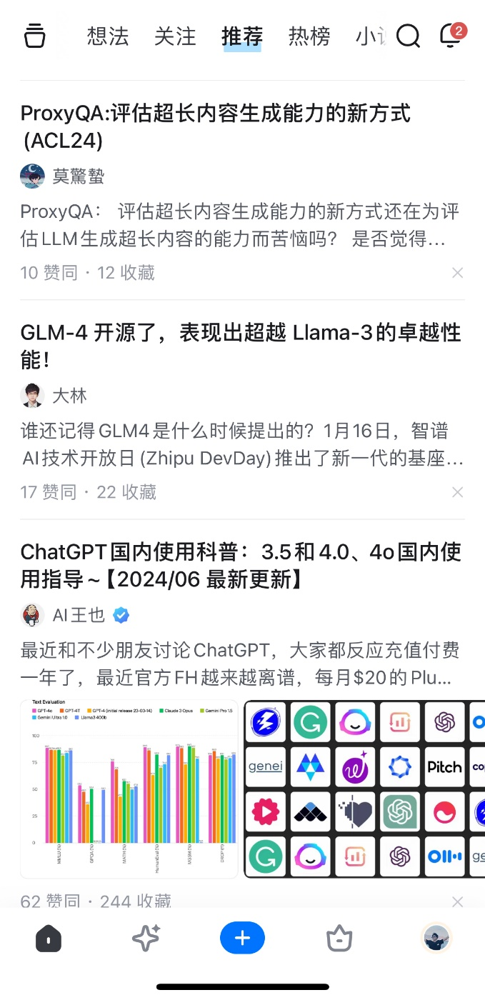 想法 关注 推荐 热榜 小
2
ProxyQA:评估超长内容生成能力的新方式
(ACL24)
莫驚蟄
ProxyQA： 评估超长内容生成能力的新方式还在为评
估LLM生成超长内容的能力而苦恼吗？ 是否觉得...
10 赞同 · 12 收藏
GLM-4 开源了，表现出超越 Llama-3的卓越性
能！
大林
谁还记得GLM4是什么时候提出的？1月16日，智谱
AI技术开放日(Zhipu DevDay)推出了新一代的基座...
17 赞同 · 22 收藏
ChatGPT国内使用科普：3.5和4.0、4o国内使
用指导~【2024/06 最新更新】
AI王也
最近和不少朋友讨论ChatGPT，大家都反应充值付费
一年了，最近官方FH越来越离谱，每月$20的Plu...
Text Evaluation
GPT-4o GPT-4T GPT-4 (initial release 23-03-14) Claude 3 Opus Gemini Pro 1.5
Gemini Ultra 1.0 Llama3 400b
100
75
50
25
0
MMLU (%)
GPQA (%)
MATH (%)
HumanEval (%)
MGSM (%)
DROP (f1)
genei
Pitch
co
ge
62 赞同 · 244 收藏